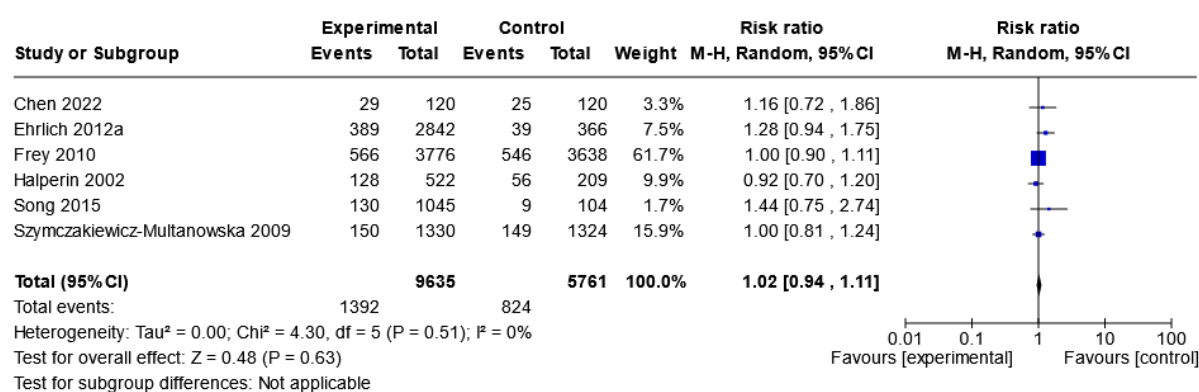 Experimental Control Risk ratio Risk ratio
Study or Subgroup Events Total Events Total Weight M-H, Random, 95% CI M-H, Random, 95% CI
Chen 2022 29 120 25 120 3.3% 1.16 [0.72 , 1.86]
Ehrlich 2012a 389 2842 39 366 7.5% 1.28 [0.94 , 1.75]
Frey 2010 566 3776 546 3638 61.7% 1.00 [0.90 , 1.11]
Halperin 2002 128 522 56 209 9.9% 0.92 [0.70 , 1.20]
Song 2015 130 1045 9 104 1.7% 1.44 [0.75 , 2.74]
Szymczakiewicz-Multanowska 2009 150 1330 149 1324 15.9% 1.00 [0.81 , 1.24]
Total (95% CI) 9635 5761 100.0% 1.02 [0.94 , 1.11]
Total events: 1392 824
Heterogeneity: Tau² = 0.00; Chi² = 4.30, df = 5 (P = 0.51); I² = 0%
0.01 0.1 1 10 100
Test for overall effect: Z = 0.48 (P = 0.63)
Favours [experimental] Favours [control]
Test for subgroup differences: Not applicable